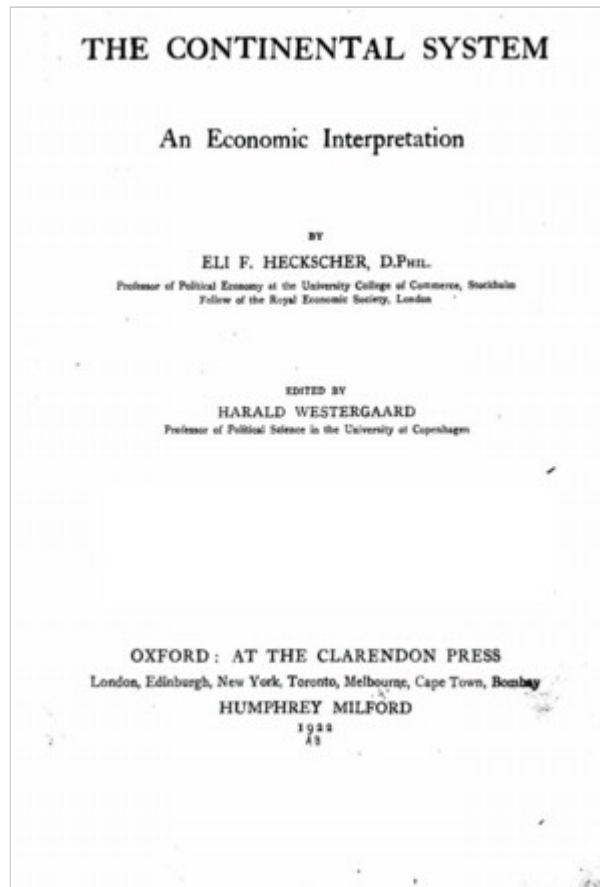 THE CONTINENTAL SYSTEM
An Economic Interpretation
BY
ELI F. HECKSCHER, D.PHIL.
Professor of Political Economy at the University College of Commerce, Stockholm
Fellow of the Royal Economic Society, London
EDITED BY
HARALD WESTERGAARD
Professor of Political Science in the University at Copenhagen
OXFORD: AT THE CLARENDON PRESS
London, Edinburgh, New York, Toronto, Melbourne, Cape Town, Bombay
HUMPHREY MILFORD
1922